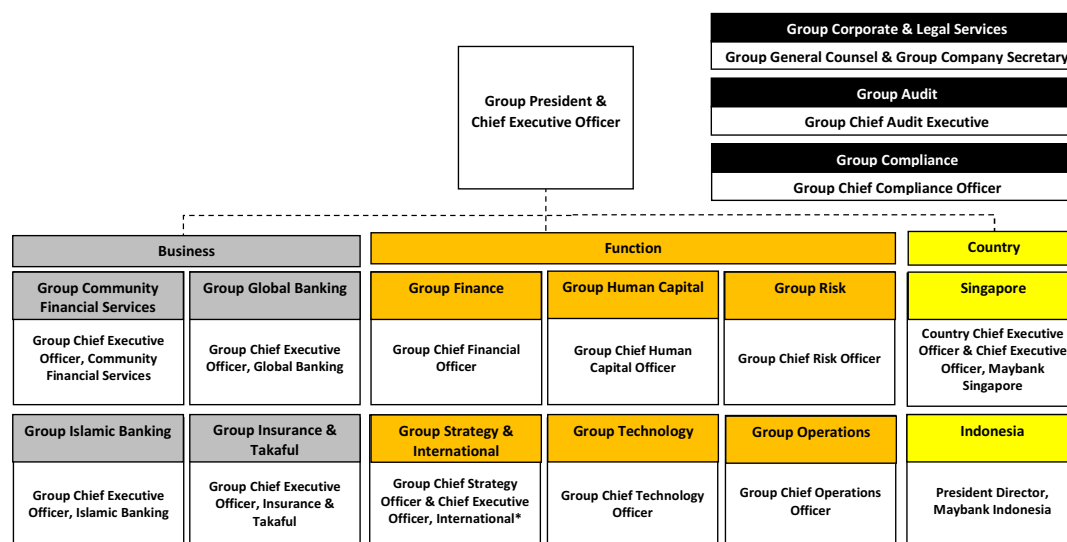 Group Corporate & Legal Services
Group General Counsel & Group Company Secretary
Group President &
Chief Executive Officer
Group Audit
Group Chief Audit Executive
Group Compliance
Group Chief Compliance Officer
Business
Function
Country
Group Community
Financial Services
Group Global Banking
Group Finance
Group Human Capital
Group Risk
Singapore
Group Chief Executive
Officer, Community
Financial Services
Group Chief Executive
Officer, Global Banking
Group Chief Financial
Officer
Group Chief Human
Capital Officer
Group Chief Risk Officer
Country Chief Executive
Officer & Chief Executive
Officer, Maybank
Singapore
Group Islamic Banking
Group Insurance &
Takaful
Group Strategy &
International
Group Technology
Group Operations
Indonesia
Group Chief Executive
Officer, Islamic Banking
Group Chief Executive
Officer, Insurance &
Takaful
Group Chief Strategy
Officer & Chief Executive
Officer, International*
Group Chief Technology
Officer
Group Chief Operations
Officer
President Director,
Maybank Indonesia